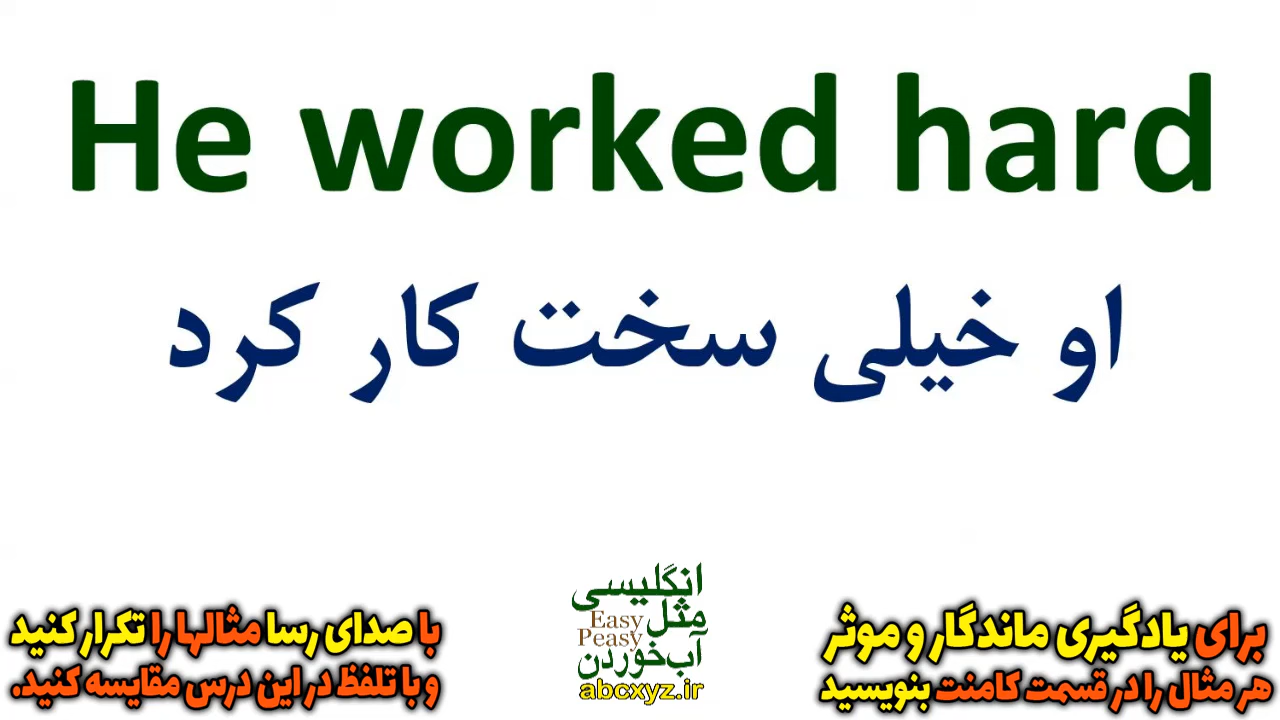 He worked hard
او خیلی سخت کار کرد
برای یادگیری ماندگار و موثر
هر مثال را در قسمت کامنت بنویسید
انگلیسی
مثل
Easy
Peasy
آب‌خوردن
abcxyz.ir
با صدای رسا مثالها را تکرار کنید
و با تلفظ در این درس مقایسه کنید.